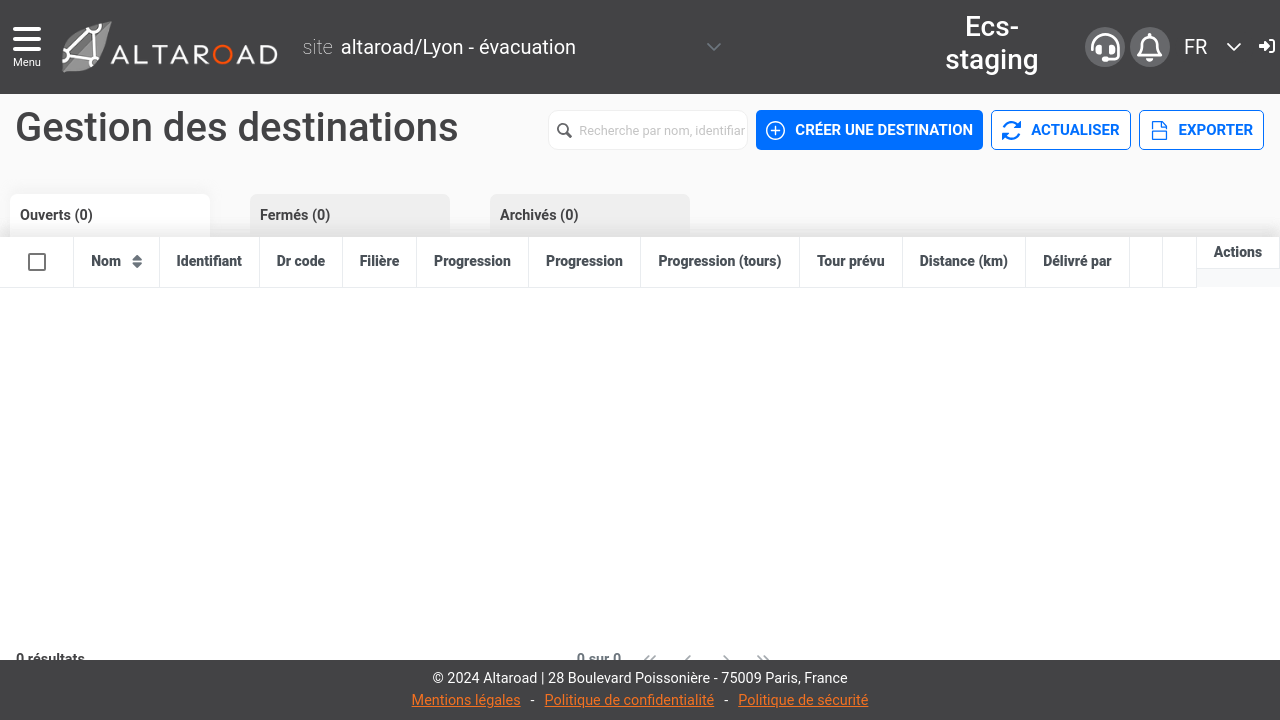 Menu
ALTAROAD
site altaroad/Lyon - évacuation
Ecs-
staging
FR
Gestion des destinations
Recherche par nom, identifiar
CRÉER UNE DESTINATION
ACTUALISER
EXPORTER
Ouverts (0)
Fermés (0)
Archivés (0)
Nom
Identifiant
Dr code
Filière
Progression
Progression
Progression (tours)
Tour prévu
Distance (km)
Délivré par
Actions
0 résultats
0 sur 0
© 2024 Altaroad | 28 Boulevard Poissonière - 75009 Paris, France
Mentions légales - Politique de confidentialité - Politique de sécurité